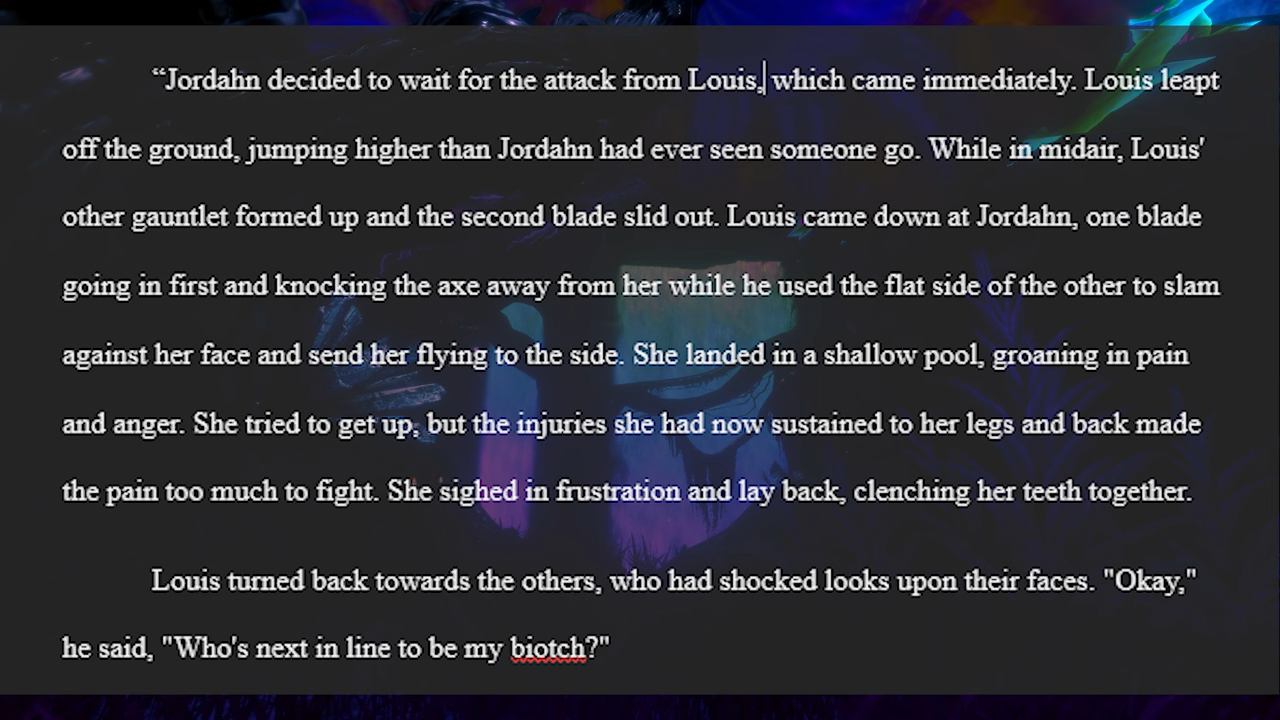 “Jordahn decided to wait for the attack from Louis, which came immediately. Louis leapt
off the ground, jumping higher than Jordahn had ever seen someone go. While in midair, Louis'
other gauntlet formed up and the second blade slid out. Louis came down at Jordahn, one blade
going in first and knocking the axe away from her while he used the flat side of the other to slam
against her face and send her flying to the side. She landed in a shallow pool, groaning in pain
and anger. She tried to get up, but the injuries she had now sustained to her legs and back made
the pain too much to fight. She sighed in frustration and lay back, clenching her teeth together.
Louis turned back towards the others, who had shocked looks upon their faces. "Okay,"
he said, "Who's next in line to be my biotch?"